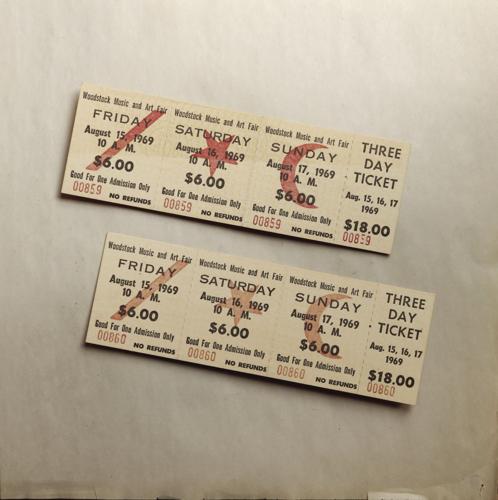 Woodstock Music and Art Fair
FRIDAY
August 15, 1969
10 A. M.
$6.00
Good For One Admission Only
00859
NO REFUNDS
Woodstock Music and Art Fair
SATURDAY
August 16, 1969
10 A. M.
$6.00
Good For One Admission Only
00859
NO REFUNDS
Woodstock Music and Art Fair
SUNDAY
August 17, 1969
10 A. M.
$6.00
Good For One Admission Only
00859
NO REFUNDS
THREE
DAY
TICKET
Aug. 15, 16, 17
1969
$18.00
00859
Woodstock Music and Art Fair
FRIDAY
August 15, 1969
10 A. M.
$6.00
Good For One Admission Only
00860
NO REFUNDS
Woodstock Music and Art Fair
SATURDAY
August 16, 1969
10 A. M.
$6.00
Good For One Admission Only
00860
NO REFUNDS
Woodstock Music and Art Fair
SUNDAY
August 17, 1969
10 A. M.
$6.00
Good For One Admission Only
00860
NO REFUNDS
THREE
DAY
TICKET
Aug. 15, 16, 17
1969
$18.00
00860